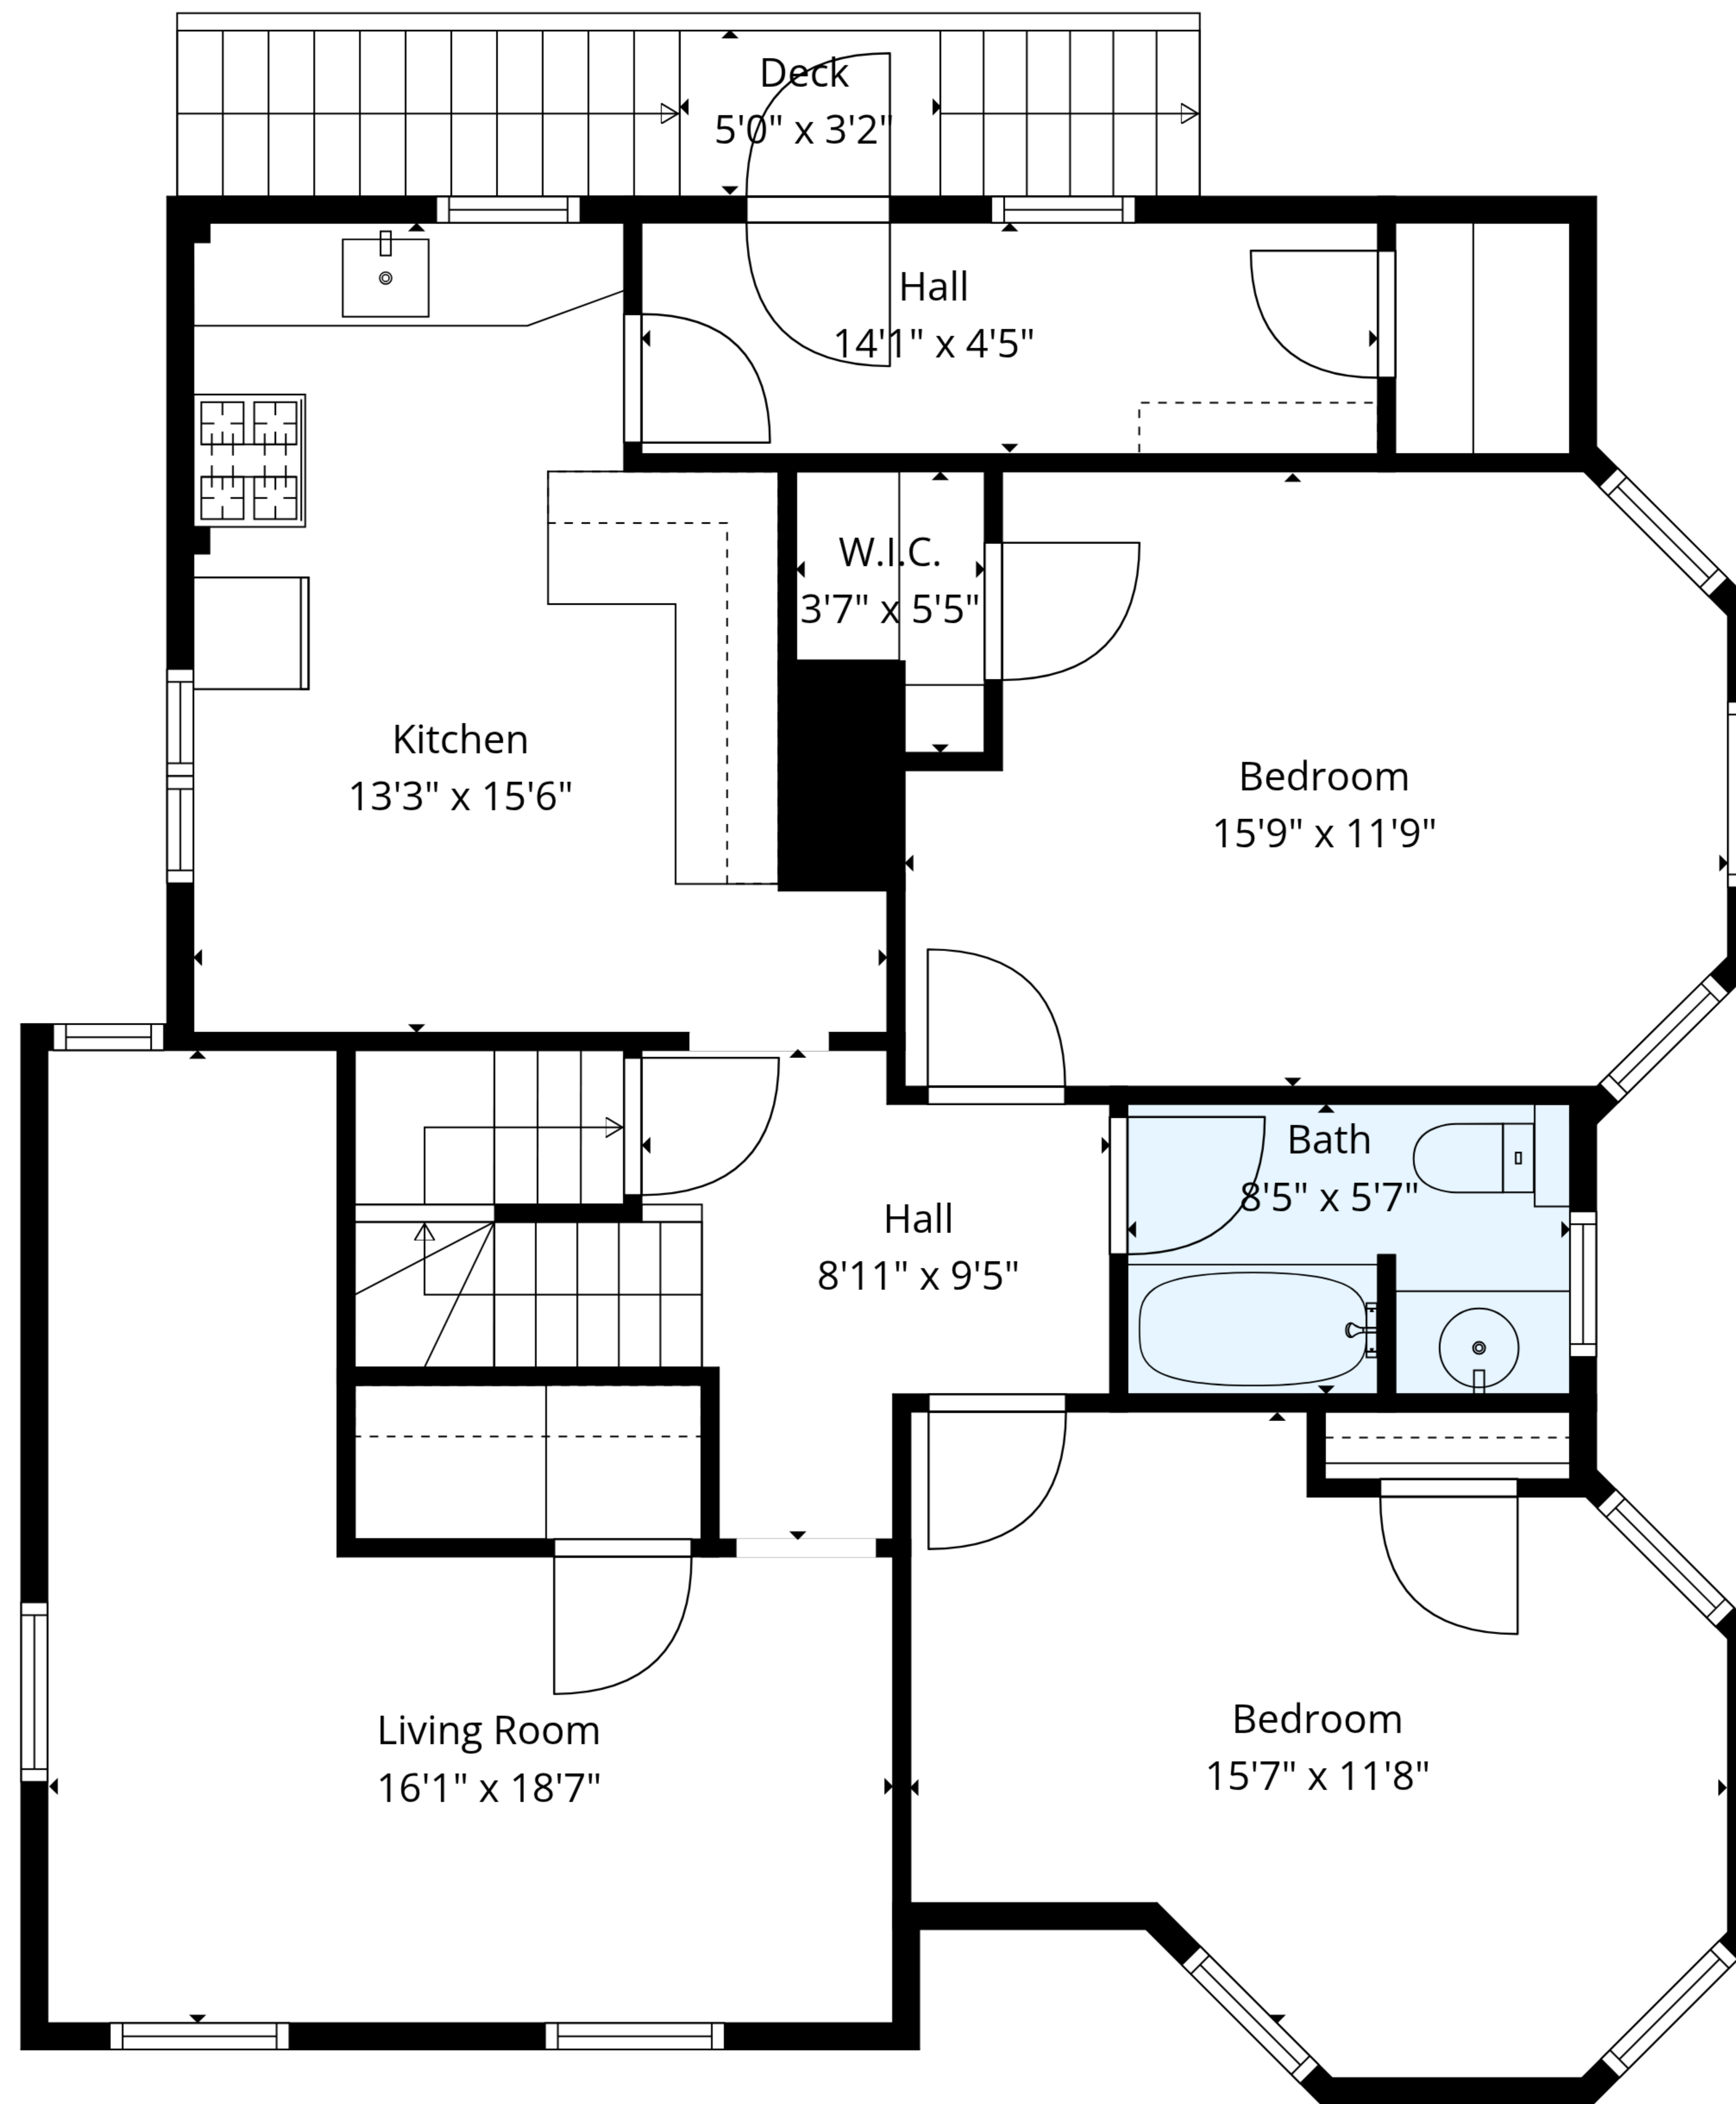 Deck
5'0" x 3'2"
Hall
14'1" x 4'5"
W.I.C.
3'7" x 5'5"
Kitchen
13'3" x 15'6"
Bedroom
15'9" x 11'9"
Bath
8'5" x 5'7"
Hall
8'11" x 9'5"
Living Room
16'1" x 18'7"
Bedroom
15'7" x 11'8"